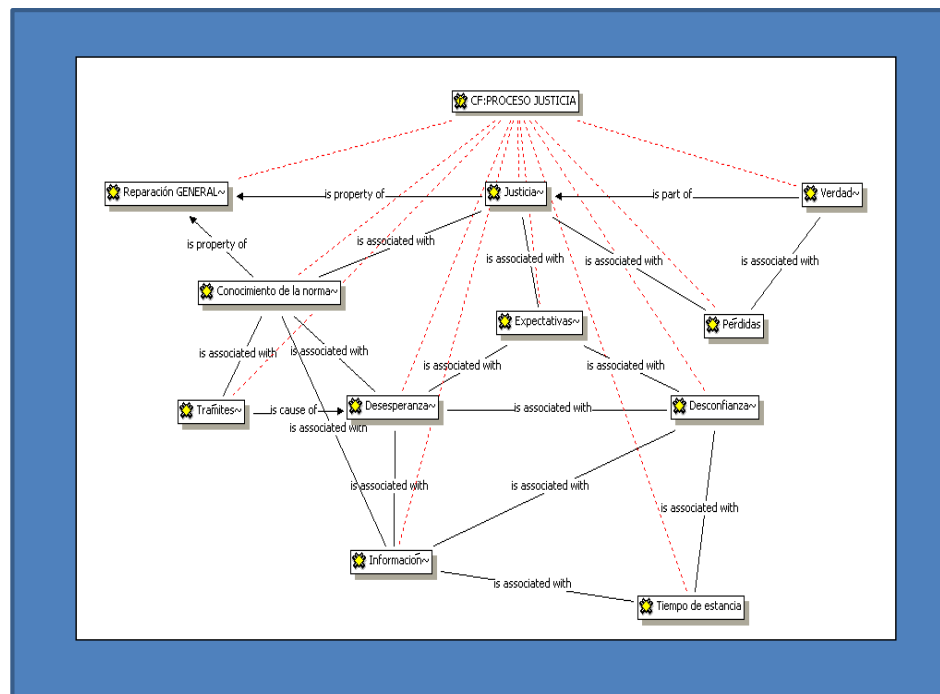 CF:PROCESO JUSTICIA
Reparación GENERAL~
is property of
Justicia~
is part of
Verdad~
is property of
is associated with
is associated with
is associated with
is associated with
Conocimiento de la norma~
Expectativas~
Pérdidas
is associated with
is associated with
is associated with
is associated with
Tramites~
is cause of
Desesperanza~
is associated with
Desconfianza~
is associated with
is associated with
is associated with
is associated with
Información~
is associated with
Tiempo de estancia